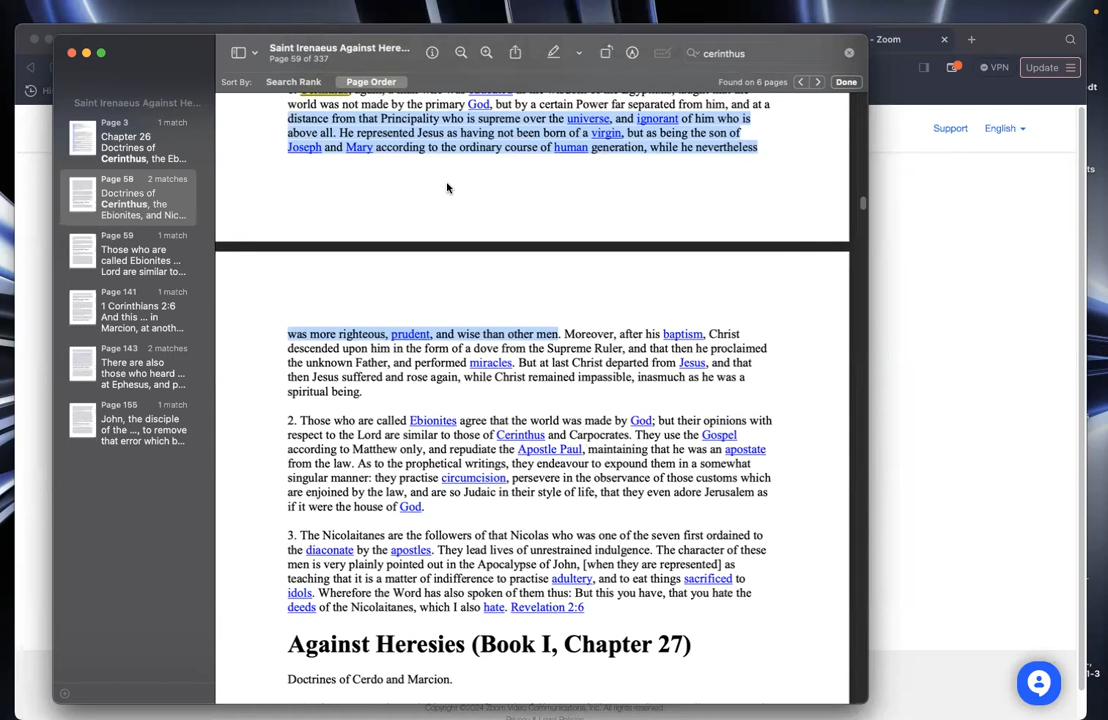 - Zoom
Saint Irenaeus Against Here...
Page 59 of 337
cerinthus
VPN
Update
Sort By:
Search Rank
Page Order
Found on 6 pages
Done
Saint Irenaeus Against He...
Page 3
1 match
Chapter 26
Doctrines of
Cerinthus, the Eb...
Page 58
2 matches
Doctrines of
Cerinthus, the
Ebionites, and Nic...
Page 59
1 match
Those who are
called Ebionites ...
Lord are similar to...
Page 141
1 match
1 Corinthians 2:6
And this ... in
Marcion, at anoth...
Page 143
2 matches
There are also
those who heard ...
at Ephesus, and p...
Page 155
1 match
John, the disciple
of the ..., to remove
that error which b...
world was not made by the primary God, but by a certain Power far separated from him, and at a
distance from that Principality who is supreme over the universe, and ignorant of him who is
above all. He represented Jesus as having not been born of a virgin, but as being the son of
Joseph and Mary according to the ordinary course of human generation, while he nevertheless
was more righteous, prudent, and wise than other men. Moreover, after his baptism, Christ
descended upon him in the form of a dove from the Supreme Ruler, and that then he proclaimed
the unknown Father, and performed miracles. But at last Christ departed from Jesus, and that
then Jesus suffered and rose again, while Christ remained impassible, inasmuch as he was a
spiritual being.
2. Those who are called Ebionites agree that the world was made by God; but their opinions with
respect to the Lord are similar to those of Cerinthus and Carpocrates. They use the Gospel
according to Matthew only, and repudiate the Apostle Paul, maintaining that he was an apostate
from the law. As to the prophetical writings, they endeavour to expound them in a somewhat
singular manner: they practise circumcision, persevere in the observance of those customs which
are enjoined by the law, and are so Judaic in their style of life, that they even adore Jerusalem as
if it were the house of God.
3. The Nicolaitanes are the followers of that Nicolas who was one of the seven first ordained to
the diaconate by the apostles. They lead lives of unrestrained indulgence. The character of these
men is very plainly pointed out in the Apocalypse of John, [when they are represented] as
teaching that it is a matter of indifference to practise adultery, and to eat things sacrificed to
idols. Wherefore the Word has also spoken of them thus: But this you have, that you hate the
deeds of the Nicolaitanes, which I also hate. Revelation 2:6
Against Heresies (Book I, Chapter 27)
Doctrines of Cerdo and Marcion.
Support
English
Copyright ©2024 Zoom Video Communications, Inc. All rights reserved.